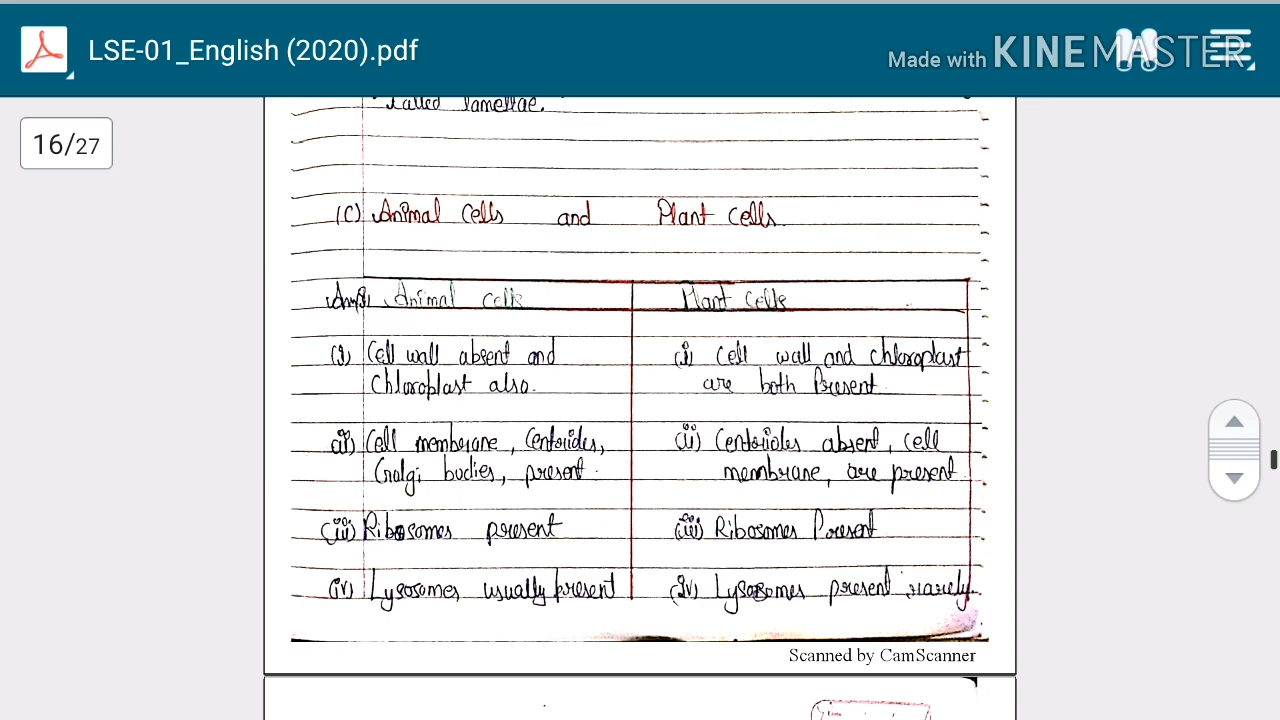 LSE-01_English (2020).pdf
Made with KINEMASTER
16/27
called lamellae.
(C) Animal Cells and Plant Cells.
Ans: Animal cells Plant Cells
(i) Cell wall absent and
Chloroplast also.
(i) Cell wall and chloroplast
are both Present
(ii) Cell membrane, Centrioles,
Golgi bodies, present.
(ii) Centrioles absent, cell
membrane, are present
(iii) Ribosomes present
(iii) Ribosomes Present
(iv) Lysosomes usually present
(iv) Lysosomes present rarely.
Scanned by CamScanner